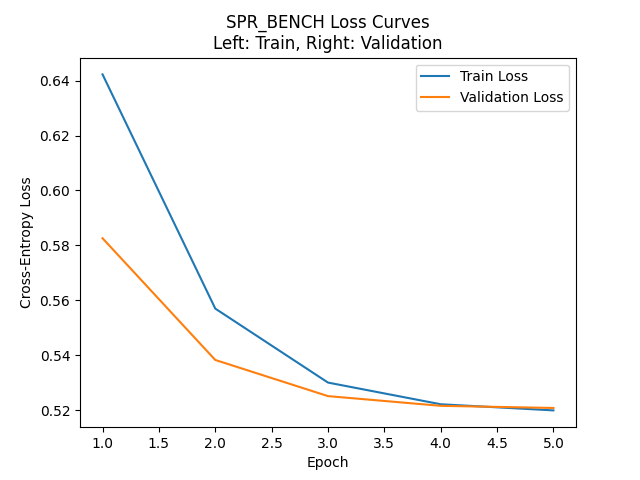 SPR_BENCH Loss Curves
Left: Train, Right: Validation
Train Loss
Validation Loss
Cross-Entropy Loss
0.64
0.62
0.60
0.58
0.56
0.54
0.52
1.0 1.5 2.0 2.5 3.0 3.5 4.0 4.5 5.0
Epoch